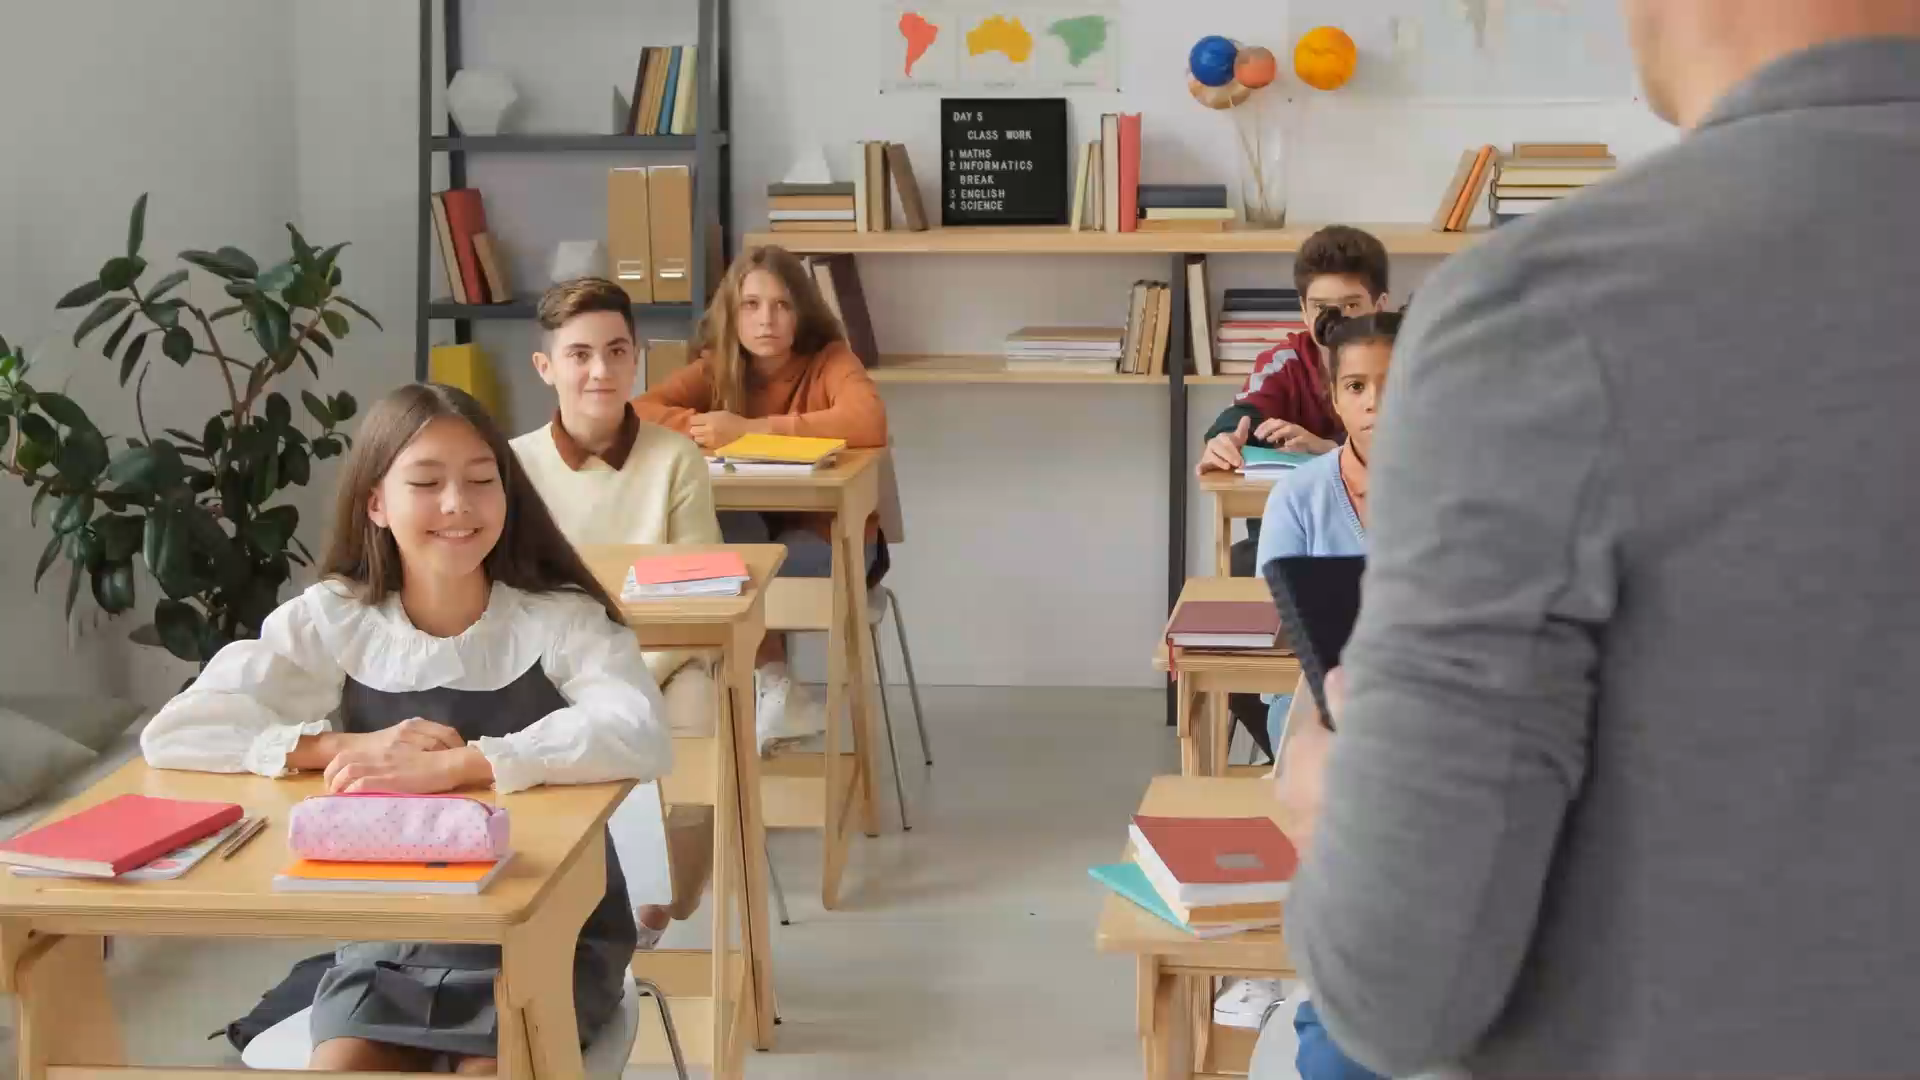 DAY 5
CLASS WORK
1 MATHS
2 INFORMATICS
BREAK
3 ENGLISH
4 SCIENCE